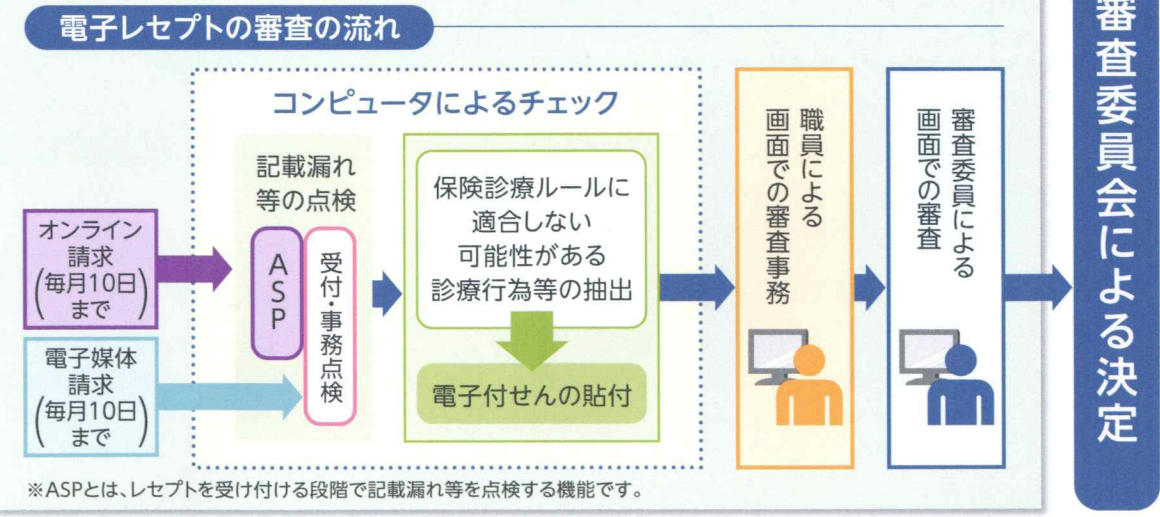 電子レセプトの審査の流れ
コンピュータによるチェック
オンライン
請求
(毎月10日
まで)
電子媒体
請求
(毎月10日
まで)
記載漏れ
等の点検
ASP
受付・事務点検
保険診療ルールに
適合しない
可能性がある
診療行為等の抽出
電子付せんの貼付
職員による
画面での審査事務
審査委員による
画面での審査
審査委員会による決定
※ASPとは、レセプトを受け付ける段階で記載漏れ等を点検する機能です。